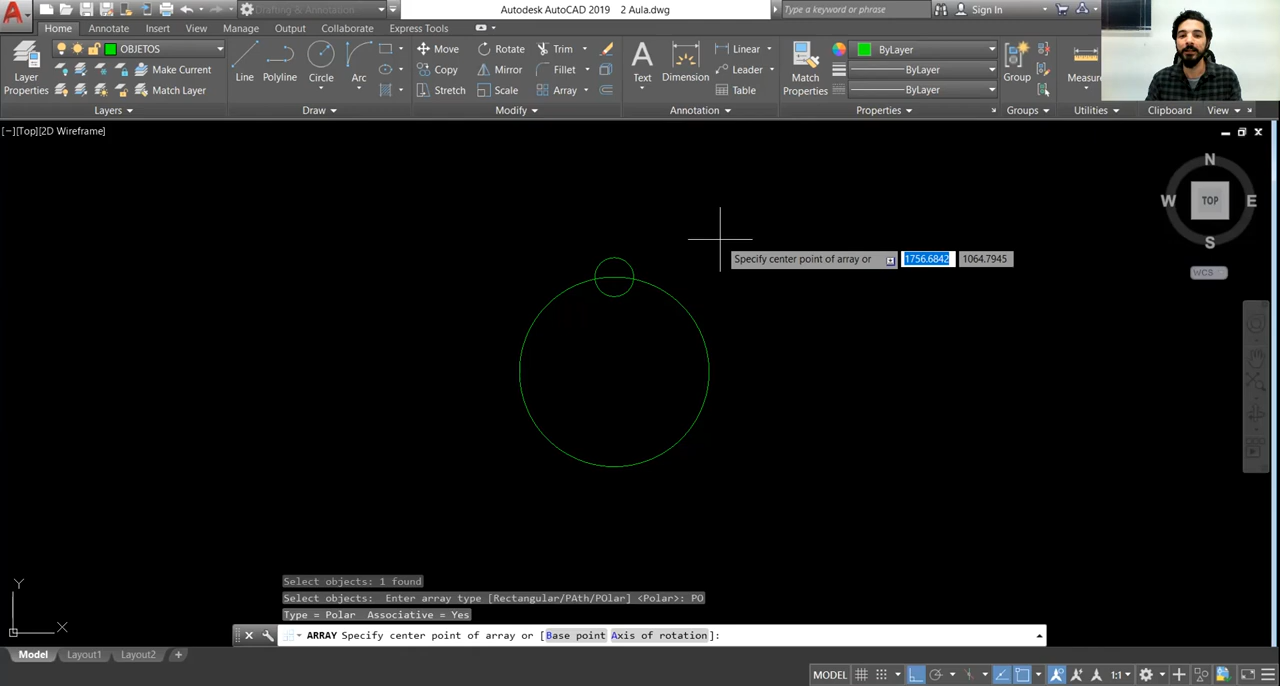 Drafting & Annotation
Autodesk AutoCAD 2019 2 Aula.dwg
Type a keyword or phrase
Sign In
Home Annotate Insert View Manage Output Collaborate Express Tools
Layer Properties
OBJETOS
Make Current
Match Layer
Layers
Line
Polyline
Circle
Arc
Draw
Move
Rotate
Trim
Copy
Mirror
Fillet
Stretch
Scale
Array
Modify
Text
Dimension
Linear
Leader
Table
Annotation
Match Properties
ByLayer
ByLayer
ByLayer
Properties
Group
Groups
Measure
Utilities
Clipboard
View
[−][Top][2D Wireframe]
N
W TOP E
S
WCS
Specify center point of array or 1756.6842 1064.7945
Select objects: 1 found
Select objects: Enter array type [Rectangular/PAth/POlar] <Polar>: PO
Type = Polar Associative = Yes
ARRAY Specify center point of array or [Base point Axis of rotation]:
Y
X
Model Layout1 Layout2 +
MODEL 1:1